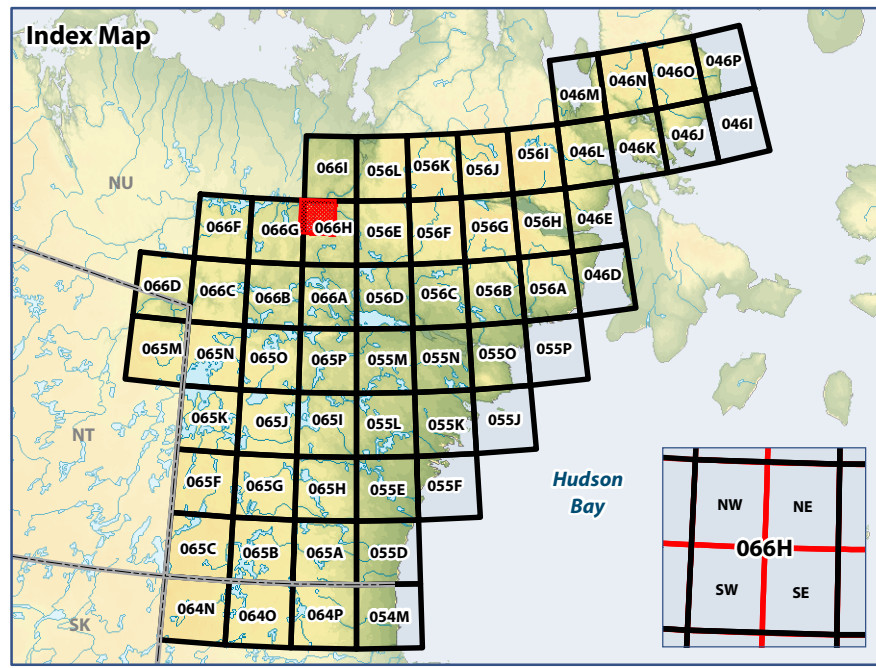 Index Map
046P
046O
046N
046M
046I
046J
046K
046L
056I
056J
056K
056L
066I
NU
066F
066G
066H
056E
056F
056G
056H
046E
066D
066C
066B
066A
056D
056C
056B
056A
046D
065M
065N
065O
065P
055M
055N
055O
055P
065K
065J
065I
055L
055K
055J
NT
065F
065G
065H
055E
055F
Hudson
Bay
NW
NE
066H
SW
SE
065C
065B
065A
055D
064N
064O
064P
054M
SK